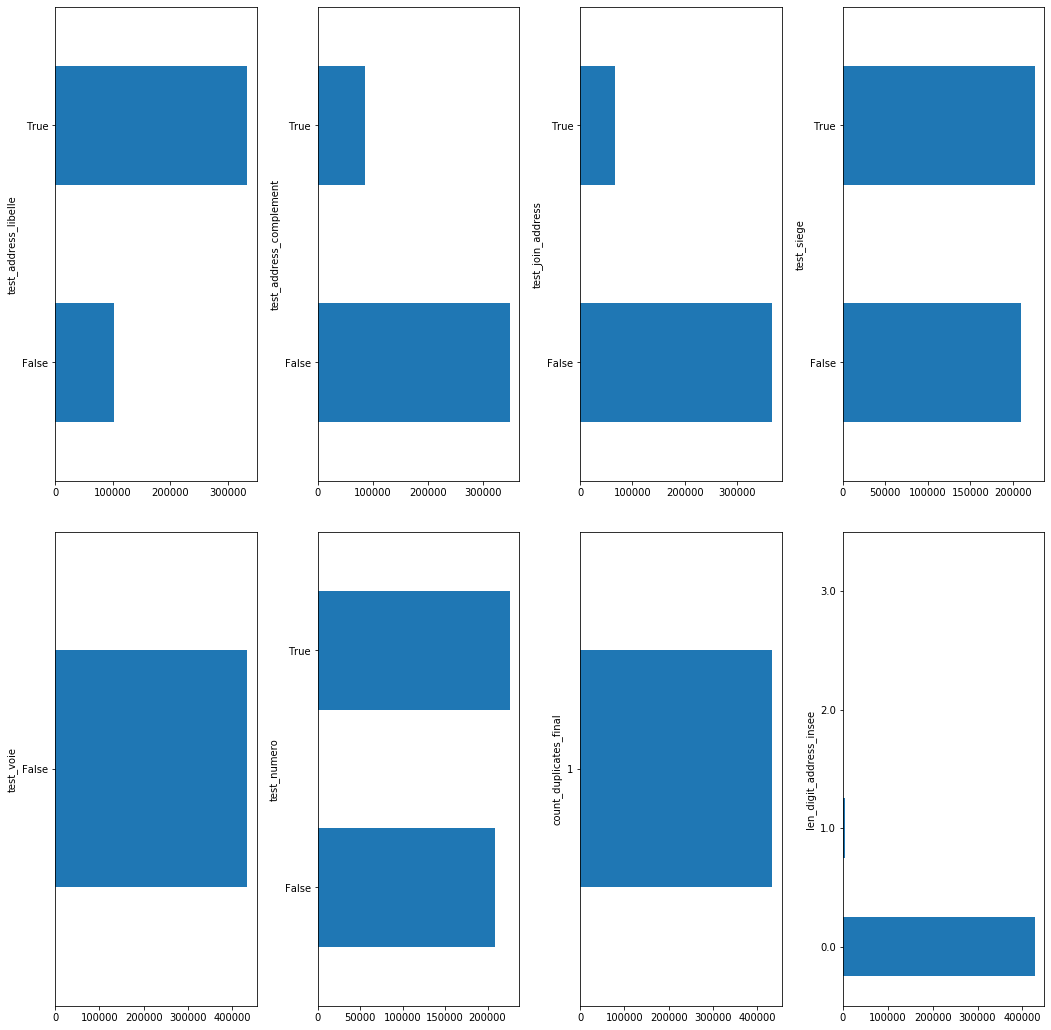 test_address_libelle
True
False
0 100000 200000 300000
test_address_complement
True
False
0 100000 200000 300000
test_join_address
True
False
0 100000 200000 300000
test_siege
True
False
0 50000 100000 150000 200000
test_voie
False
0 100000 200000 300000 400000
test_numero
True
False
0 50000 100000 150000 200000
count_duplicates_final
1
0 100000 200000 300000 400000
len_digit_address_insee
3.0
2.0
1.0
0.0
0 100000 200000 300000 400000